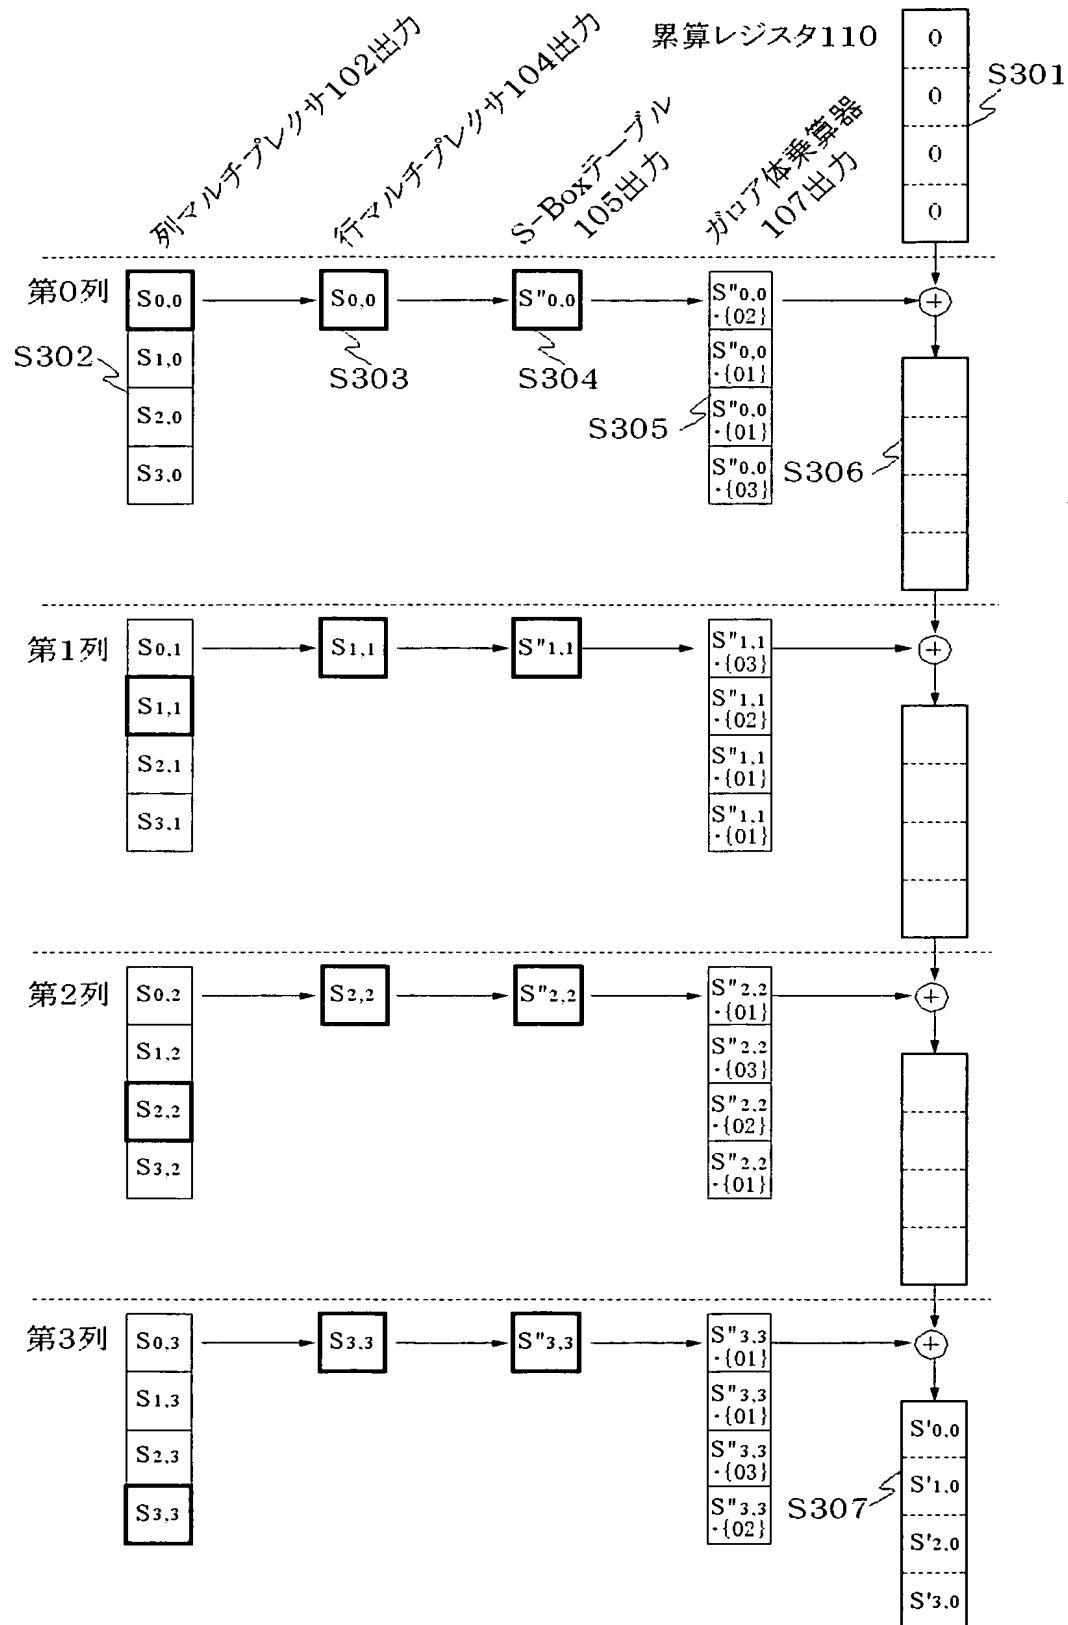 累算レジスタ110
0
0
0
0
S301
列マルチプレクサ102出力
行マルチプレクサ104出力
S-Boxテーブル
105出力
ガロア体乗算器
107出力
第0列
S0,0
S1,0
S2,0
S3,0
S302
S0,0
S303
S"0,0
S304
S"0,0
·{02}
S"0,0
·{01}
S"0,0
·{01}
S"0,0
·{03}
S305
+
S306
第1列
S0,1
S1,1
S2,1
S3,1
S1,1
S"1,1
S"1,1
·{03}
S"1,1
·{02}
S"1,1
·{01}
S"1,1
·{01}
+
第2列
S0,2
S1,2
S2,2
S3,2
S2,2
S"2,2
S"2,2
·{01}
S"2,2
·{03}
S"2,2
·{02}
S"2,2
·{01}
+
第3列
S0,3
S1,3
S2,3
S3,3
S3,3
S"3,3
S"3,3
·{01}
S"3,3
·{01}
S"3,3
·{03}
S"3,3
·{02}
+
S'0,0
S'1,0
S'2,0
S'3,0
S307